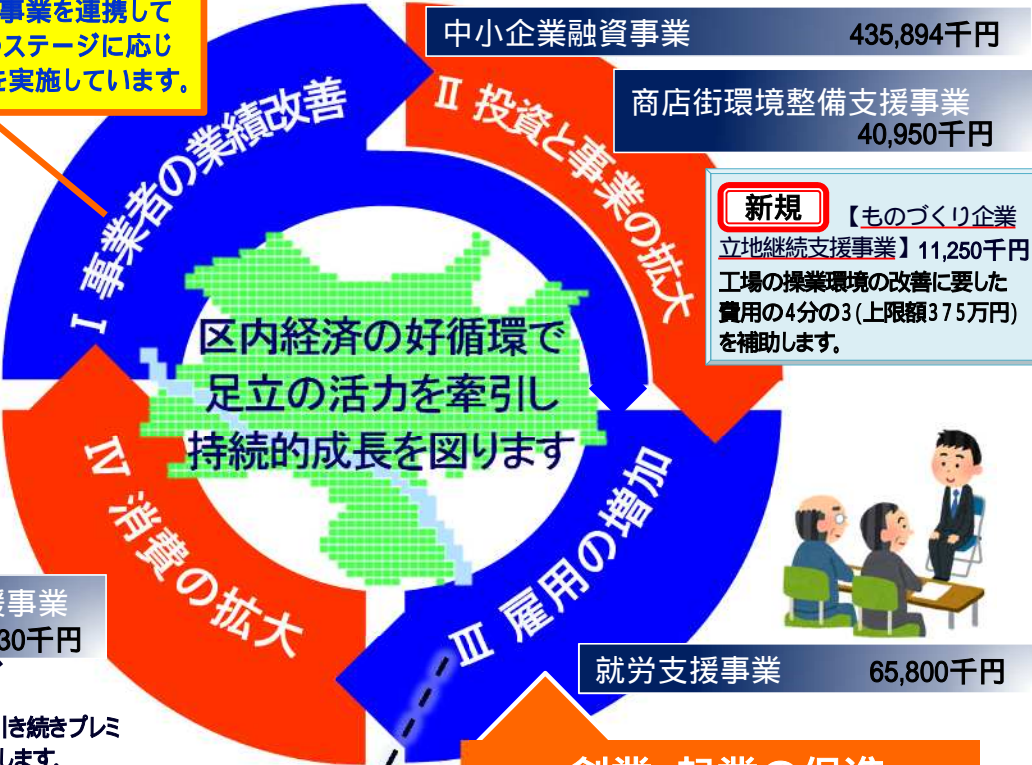 事業を連携して
ステージに応じ
を実施しています。
中小企業融資事業 435,894千円
商店街環境整備支援事業
40,950千円
新規 【ものづくり企業
立地継続支援事業】11,250千円
工場の操業環境の改善に要した
費用の4分の3(上限額375万円)
を補助します。
Ⅰ 事業者の業績改善
Ⅱ 投資と事業の拡大
区内経済の好循環で
足立の活力を牽引し
持続的成長を図ります
Ⅲ 雇用の増加
Ⅳ 消費の拡大
援事業
30千円
引き続きプレミ
します。
就労支援事業 65,800千円
創業・起業の促進